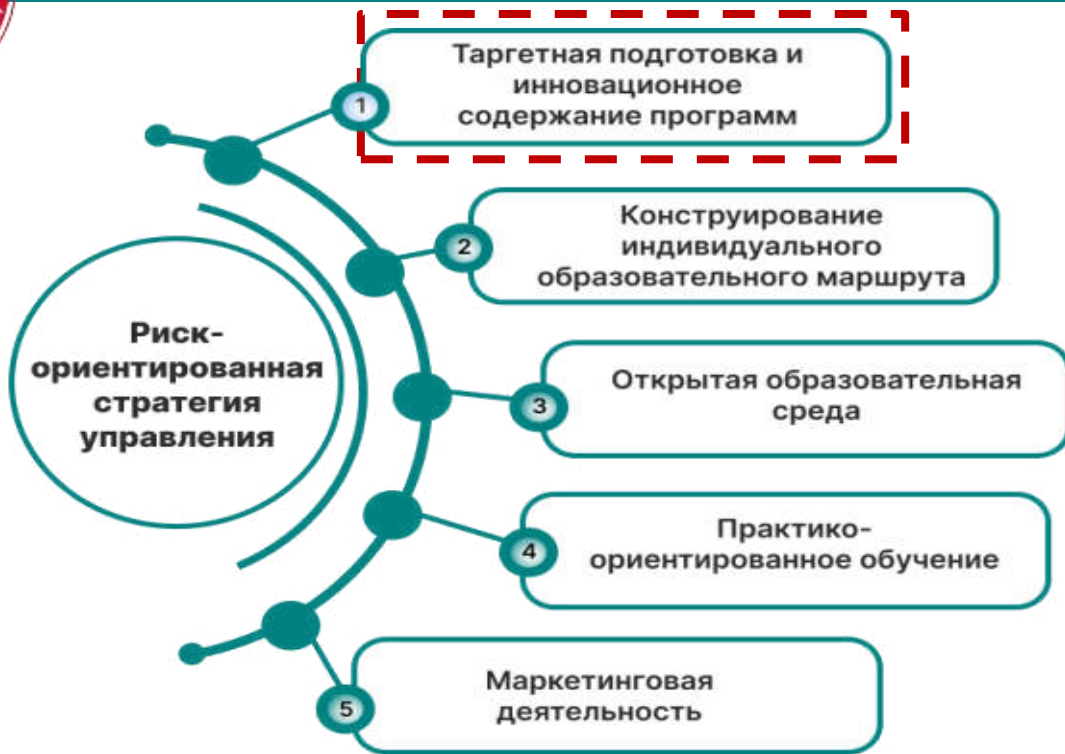 Таргетная подготовка и
инновационное
содержание программ
1
Конструирование
индивидуального
образовательного маршрута
2
Риск-
ориентированная
стратегия
управления
Открытая образовательная
среда
3
Практико-
ориентированное обучение
4
Маркетинговая
деятельность
5